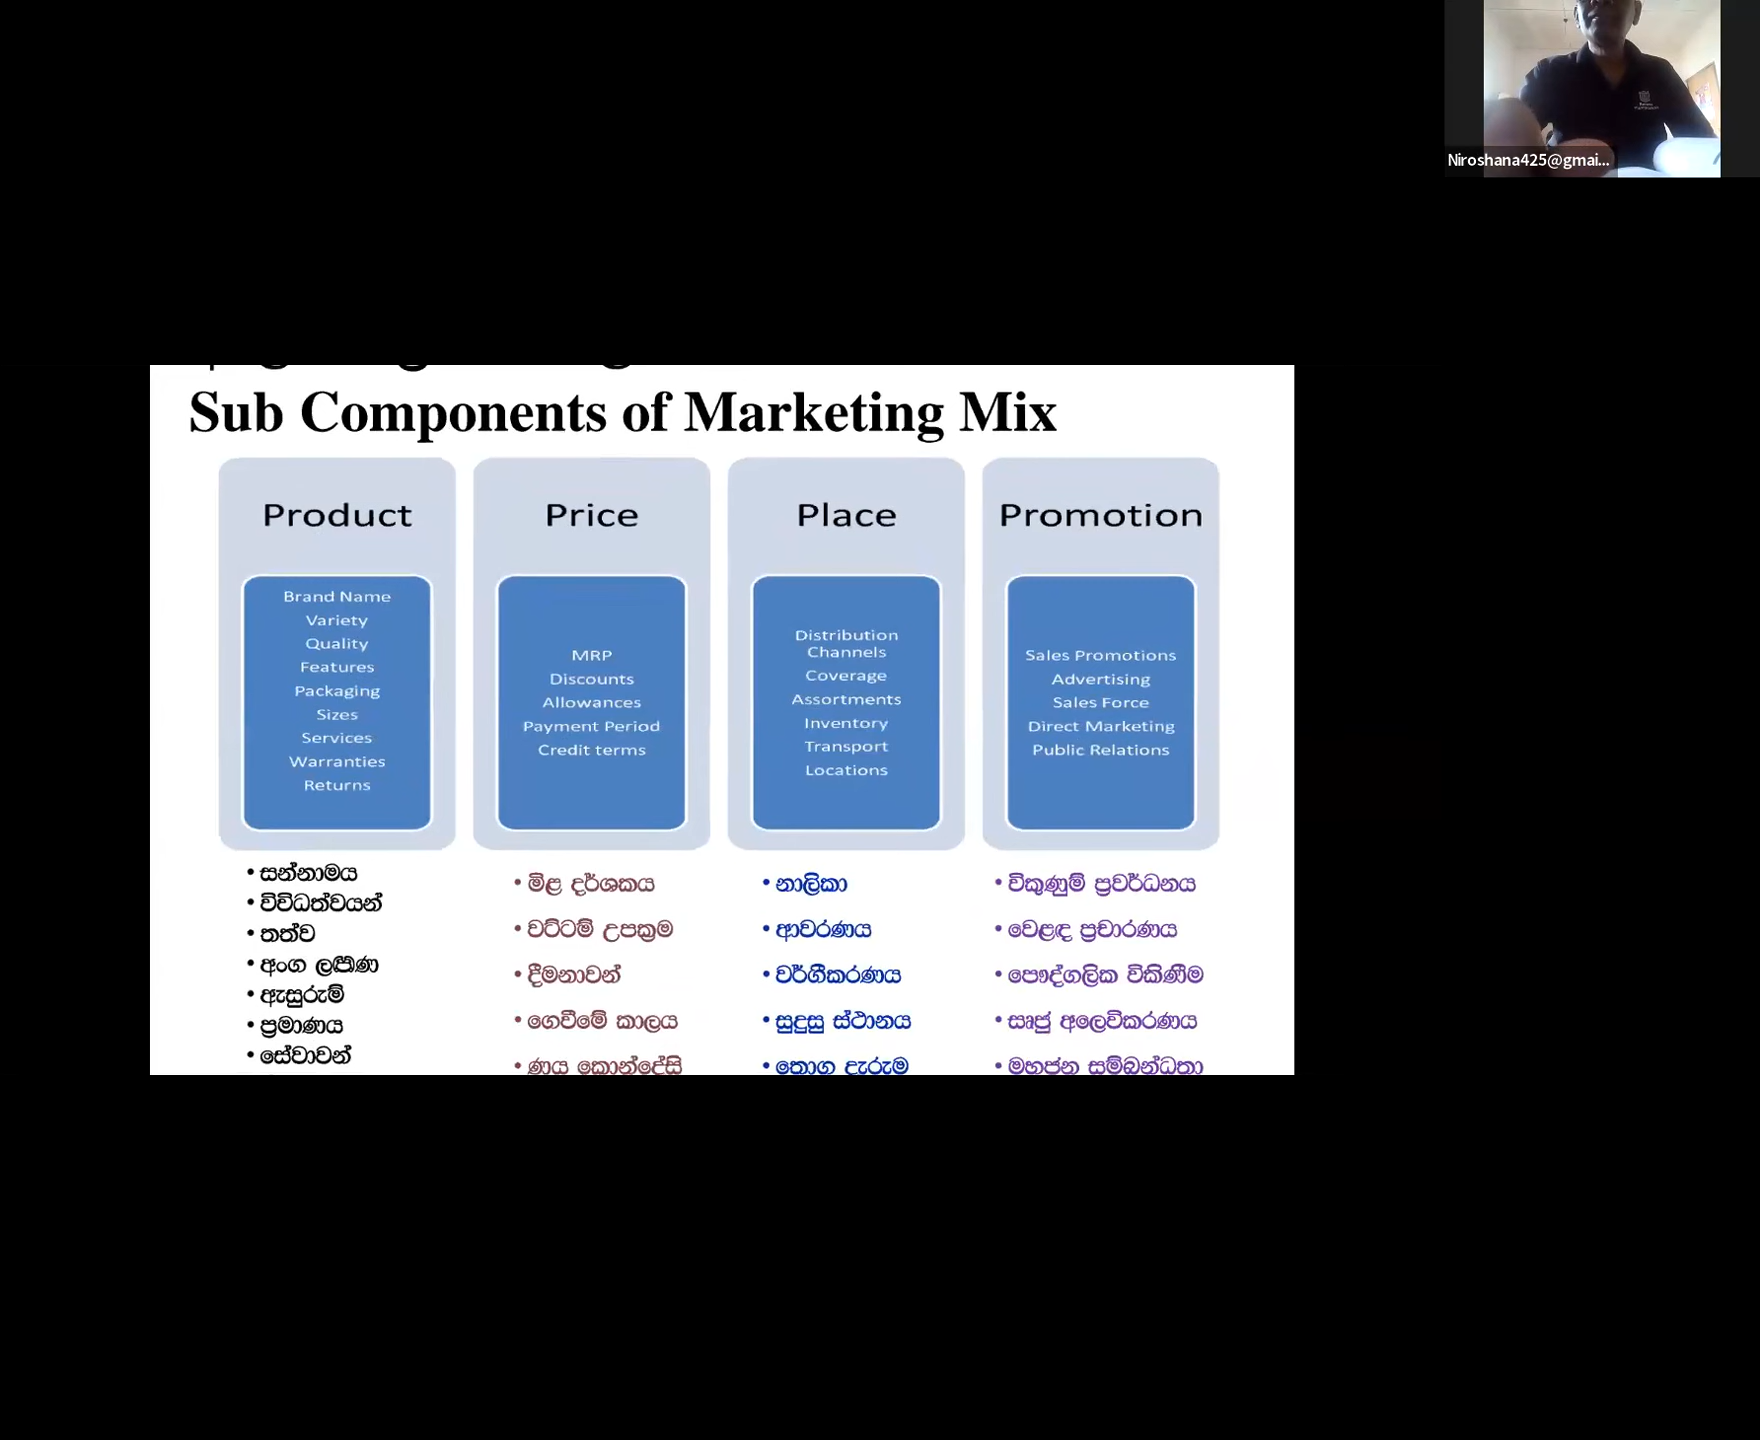 Niroshana425@gmai...
Sub Components of Marketing Mix
Product
Brand Name
Variety
Quality
Features
Packaging
Sizes
Services
Warranties
Returns
Price
MRP
Discounts
Allowances
Payment Period
Credit terms
Place
Distribution
Channels
Coverage
Assortments
Inventory
Transport
Locations
Promotion
Sales Promotions
Advertising
Sales Force
Direct Marketing
Public Relations
• සන්නාමය
• විවිධත්වයන්
• තත්ව
• අංග
• ඇසුරුම්
• ප්‍රමාණය
• සේවාවන්
• මිළ දර්ශකය
• වට්ටම් උපක්‍රම
• දීමනාවන්
• ගෙවීමේ කාලය
• ණය කොන්දේසි
• නාලිකා
• ආවරණය
• වර්ගීකරණය
• සුදුසු ස්ථානය
• තොග දැරුම
• විකුණුම් ප්‍රවර්ධනය
• වෙළඳ ප්‍රචාරණය
• පෞද්ගලික විකිණීම
• සෘජු අලෙවිකරණය
• මහජන සම්බන්ධතා